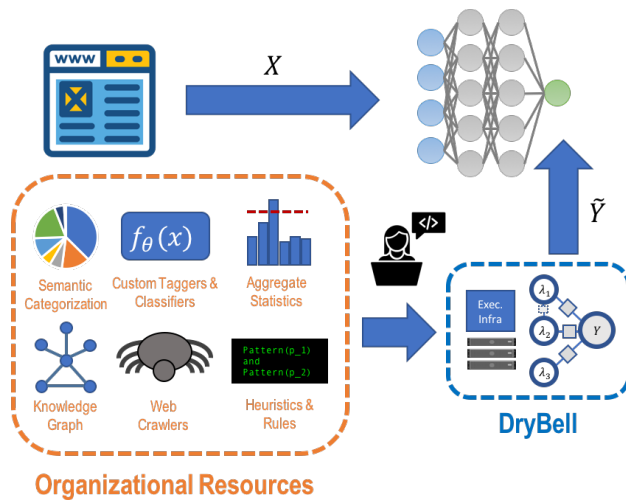 WWW
X
Ỹ
</>
f_θ(x)
Semantic
Categorization
Custom Taggers &
Classifiers
Aggregate
Statistics
Pattern(p_1)
and
Pattern(p_2)
Knowledge
Graph
Web
Crawlers
Heuristics &
Rules
Organizational Resources
Exec.
Infra
λ₁
λ₂
λ₃
Y
DryBell